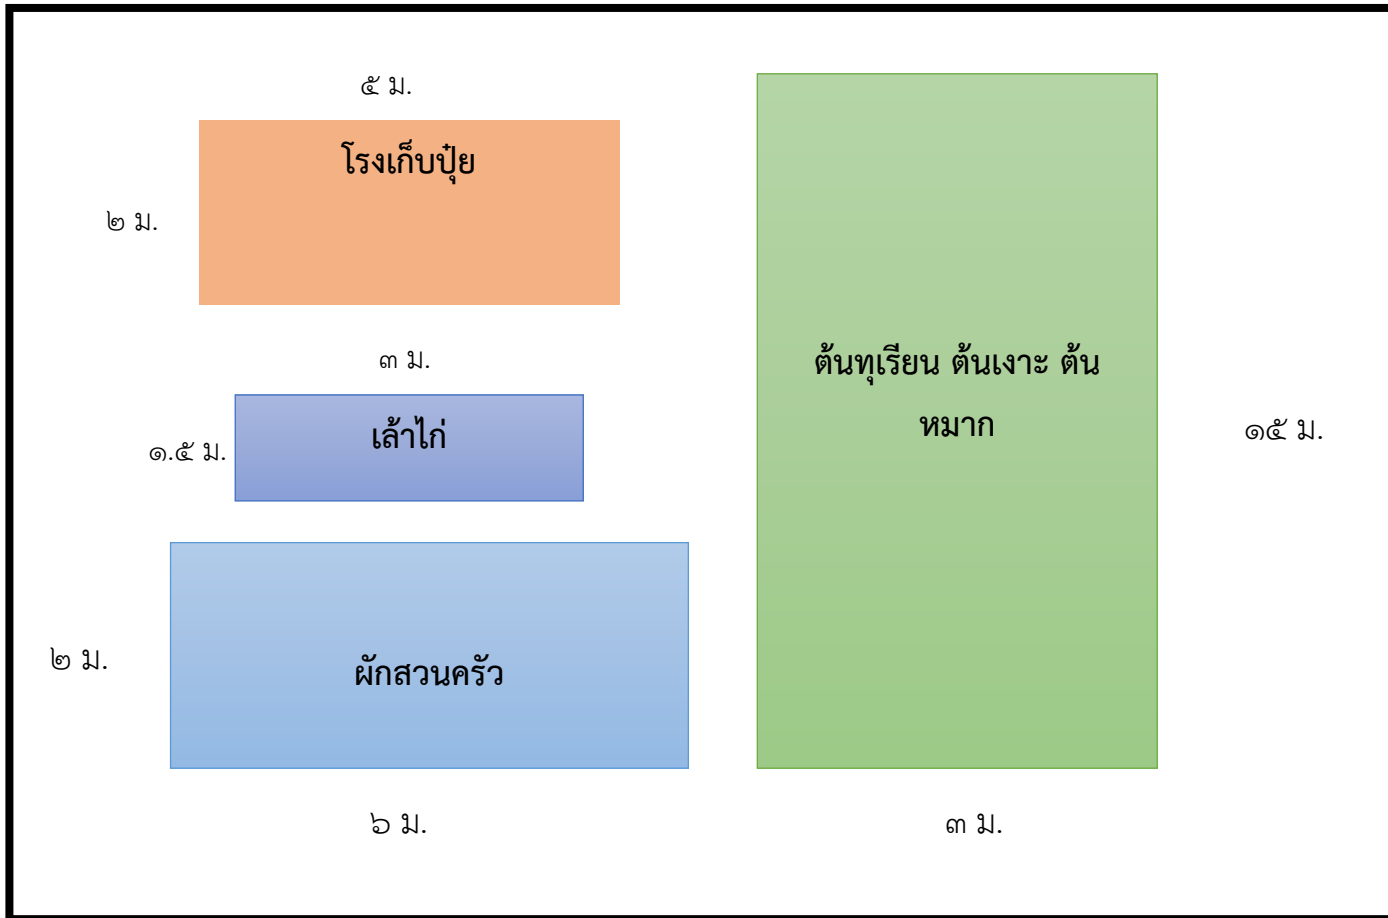 ๕ ม.
โรงเก็บปุ๋ย
๒ ม.
๓ ม.
เล้าไก่
๑.๕ ม.
ผักสวนครัว
๒ ม.
๖ ม.
ต้นทุเรียน ต้นเงาะ ต้น
หมาก
๑๕ ม.
๓ ม.